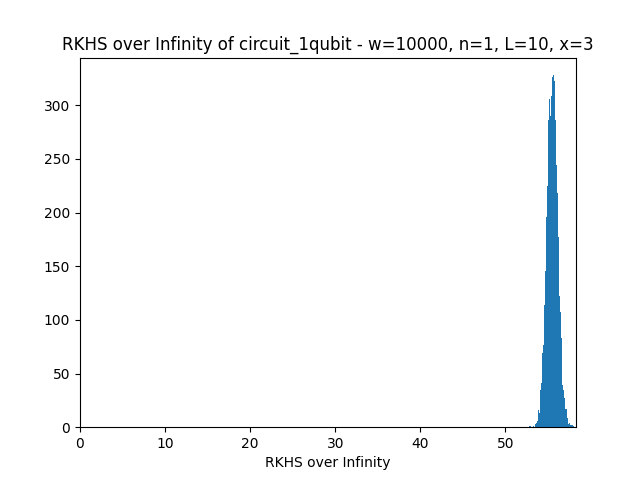 RKHS over Infinity of circuit_1qubit - w=10000, n=1, L=10, x=3
300
250
200
150
100
50
0
0 10 20 30 40 50
RKHS over Infinity